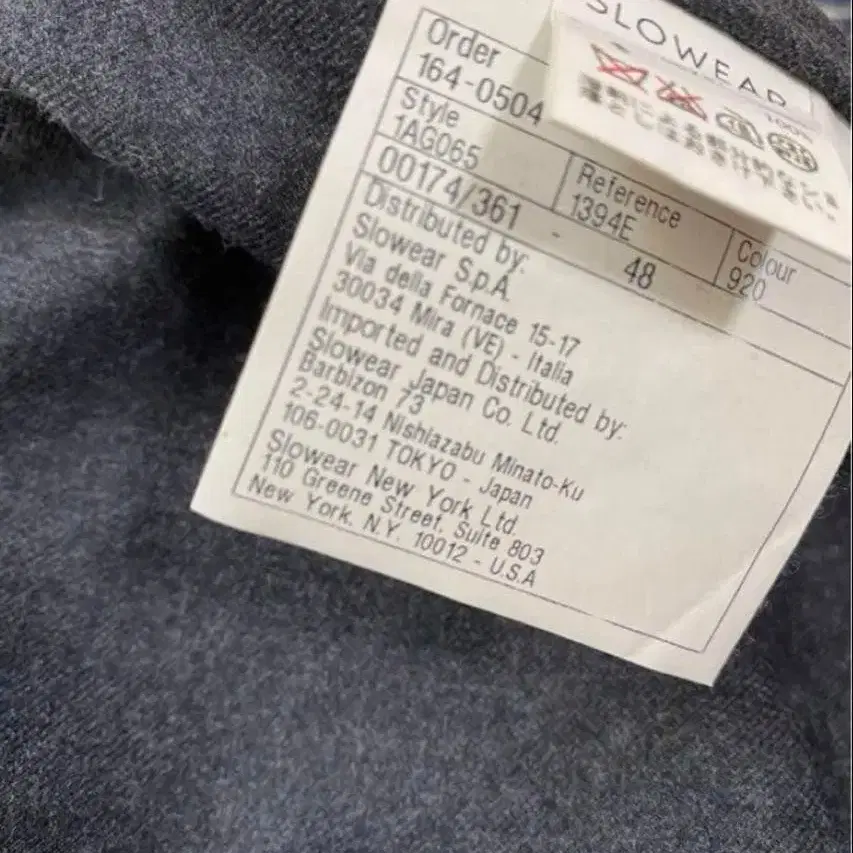 SLOWEAR
100%
Order
164-0504
Style
1AG065
Reference
1394E
Colour
920
00174/361 - 48
Distributed by:
Slowear S.p.A.
Via della Fornace 15-17
30034 Mira (VE) - Italia
Imported and Distributed by:
Slowear Japan Co. Ltd.
Barbizon 73
2-24-14 Nishiazabu Minato-Ku
106-0031 TOKYO - Japan
Slowear New York Ltd.
110 Greene Street, Suite 803
New York, N.Y. 10012 - U.S.A